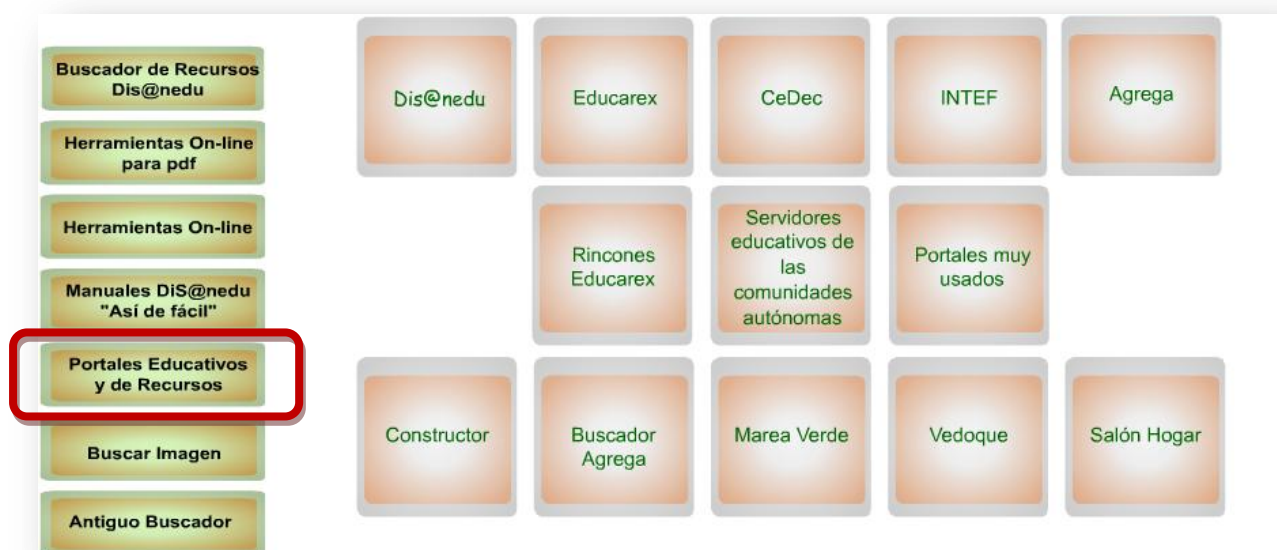 Buscador de Recursos
Dis@nedu
Herramientas On-line
para pdf
Herramientas On-line
Manuales DiS@nedu
"Así de fácil"
Portales Educativos
y de Recursos
Buscar Imagen
Antiguo Buscador
Dis@nedu
Educarex
CeDec
INTEF
Agrega
Rincones
Educarex
Servidores
educativos de
las
comunidades
autónomas
Portales muy
usados
Constructor
Buscador
Agrega
Marea Verde
Vedoque
Salón Hogar